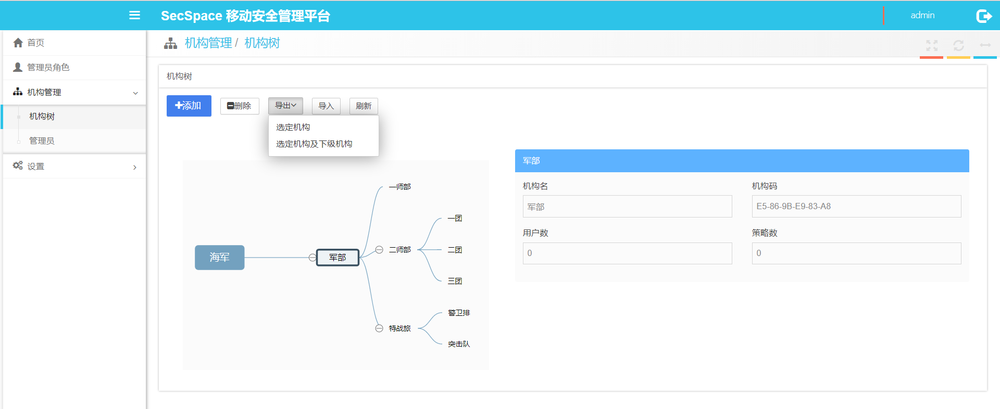 SecSpace 移动安全管理平台
admin
首页
管理员角色
机构管理
机构树
管理员
设置
机构管理 / 机构树
机构树
添加
删除
导出
导入
刷新
选定机构
选定机构及下级机构
海军
军部
一师部
二师部
一团
二团
三团
特战旅
警卫排
突击队
军部
机构名
机构码
军部
E5-86-9B-E9-83-A8
用户数
策略数
0
0